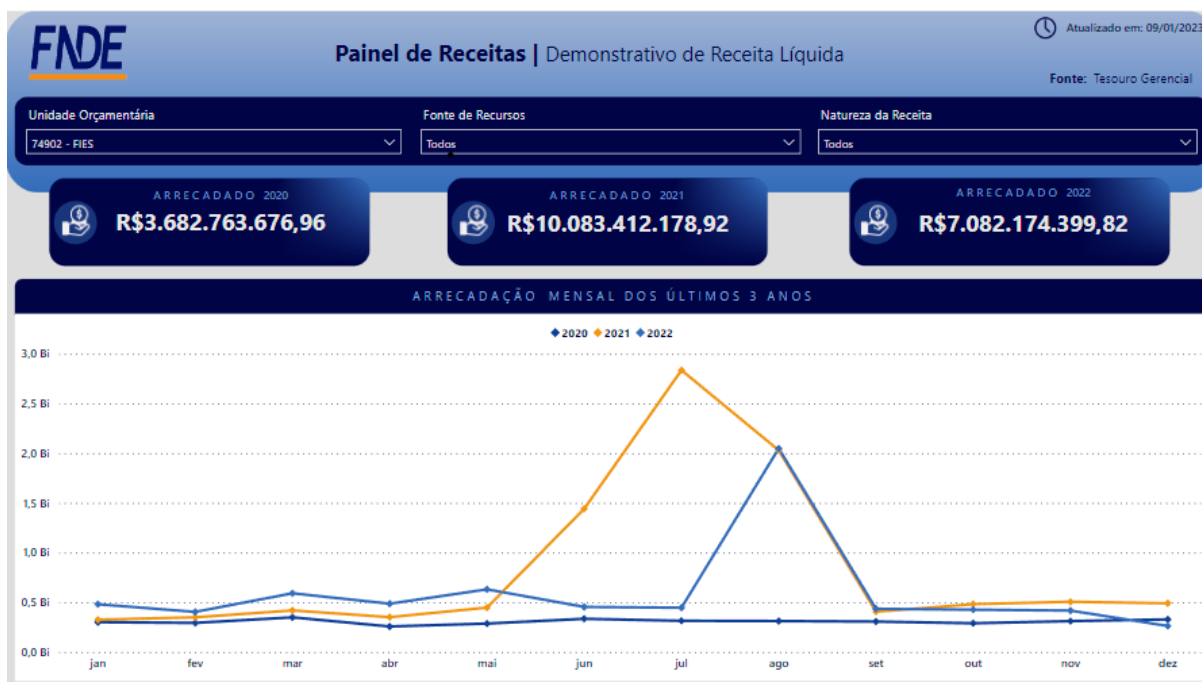 FNDE
Painel de Receitas | Demonstrativo de Receita Líquida
Atualizado em: 09/01/2023
Fonte: Tesouro Gerencial
Unidade Orçamentária
Fonte de Recursos
Natureza da Receita
74902 - FIES
Todos
Todos
ARRECADADO 2020
R$3.682.763.676,96
ARRECADADO 2021
R$10.083.412.178,92
ARRECADADO 2022
R$7.082.174.399,82
ARRECADAÇÃO MENSAL DOS ÚLTIMOS 3 ANOS
2020 2021 2022
3,0 Bi
2,5 Bi
2,0 Bi
1,5 Bi
1,0 Bi
0,5 Bi
0,0 Bi
jan fev mar abr mai jun jul ago set out nov dez